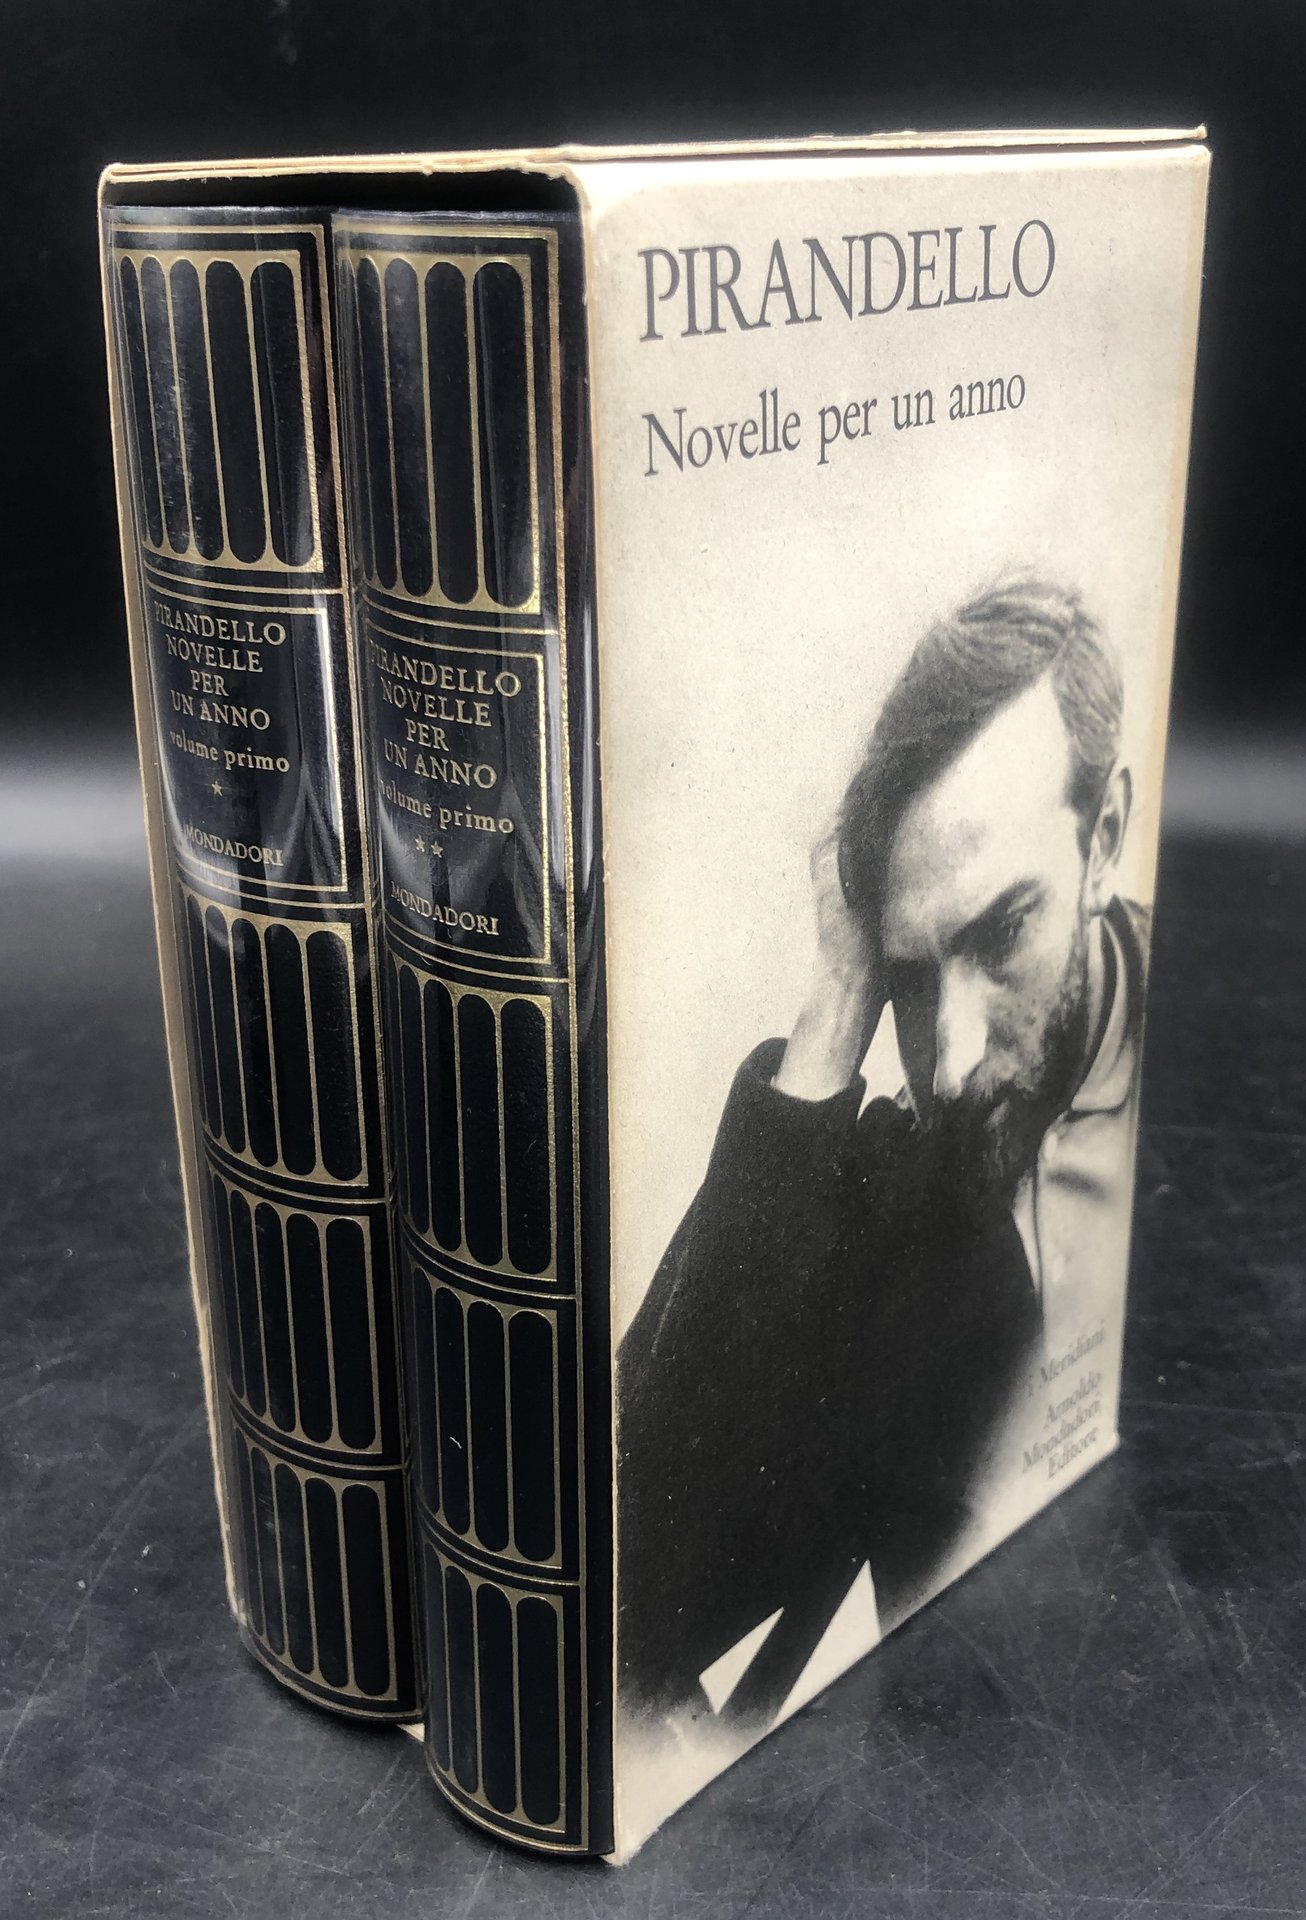 PIRANDELLO
NOVELLE
PER
UN ANNO
volume primo
★
MONDADORI
PIRANDELLO
NOVELLE
PER
UN ANNO
volume primo
★★
MONDADORI
PIRANDELLO
Novelle per un anno
i Meridiani
Arnoldo
Mondadori
Editore